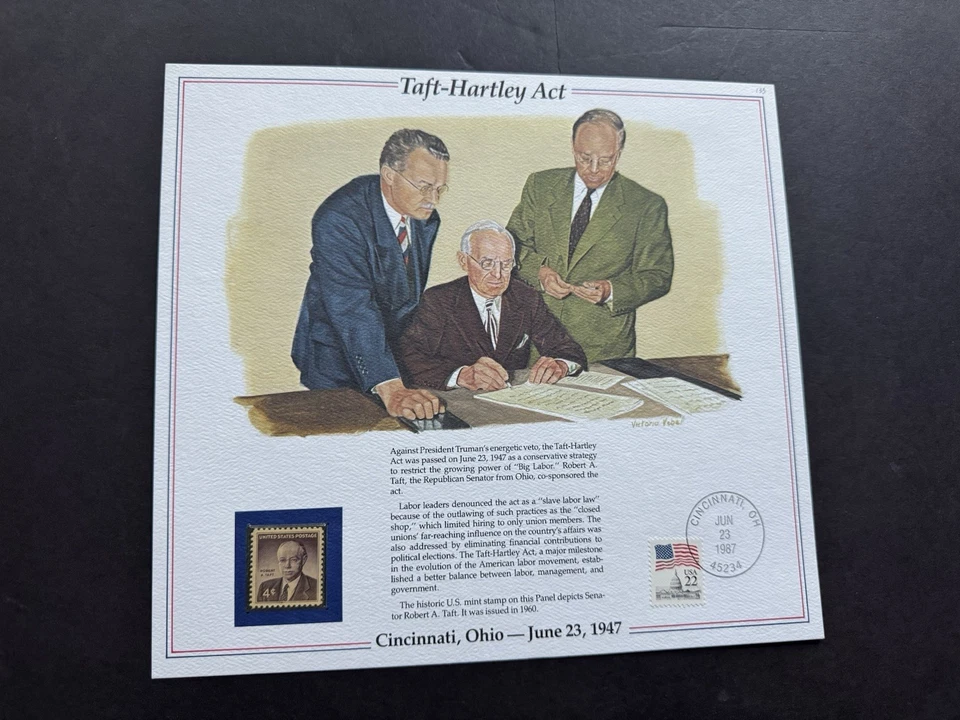 Taft-Hartley Act
Against President Truman's energetic veto, the Taft-Hartley
Act was passed on June 23, 1947 as a conservative strategy
to restrict the growing power of "Big Labor." Robert A.
Taft, the Republican Senator from Ohio, co-sponsored the
act.
Labor leaders denounced the act as a "slave labor law"
because of the outlawing of such practices as the "closed
shop," which limited hiring to only union members. The
unions' far-reaching influence on the country's affairs was
also addressed by eliminating financial contributions to
political elections. The Taft-Hartley Act, a major milestone
in the evolution of the American labor movement, estab-
lished a better balance between labor, management, and
government.
The historic U.S. mint stamp on this Panel depicts Sena-
tor Robert A. Taft. It was issued in 1960.
UNITED STATES POSTAGE
ROBERT
A. TAFT
4¢
CINCINNATI, OH
JUN
23
1987
45234
USA
22
Cincinnati, Ohio — June 23, 1947